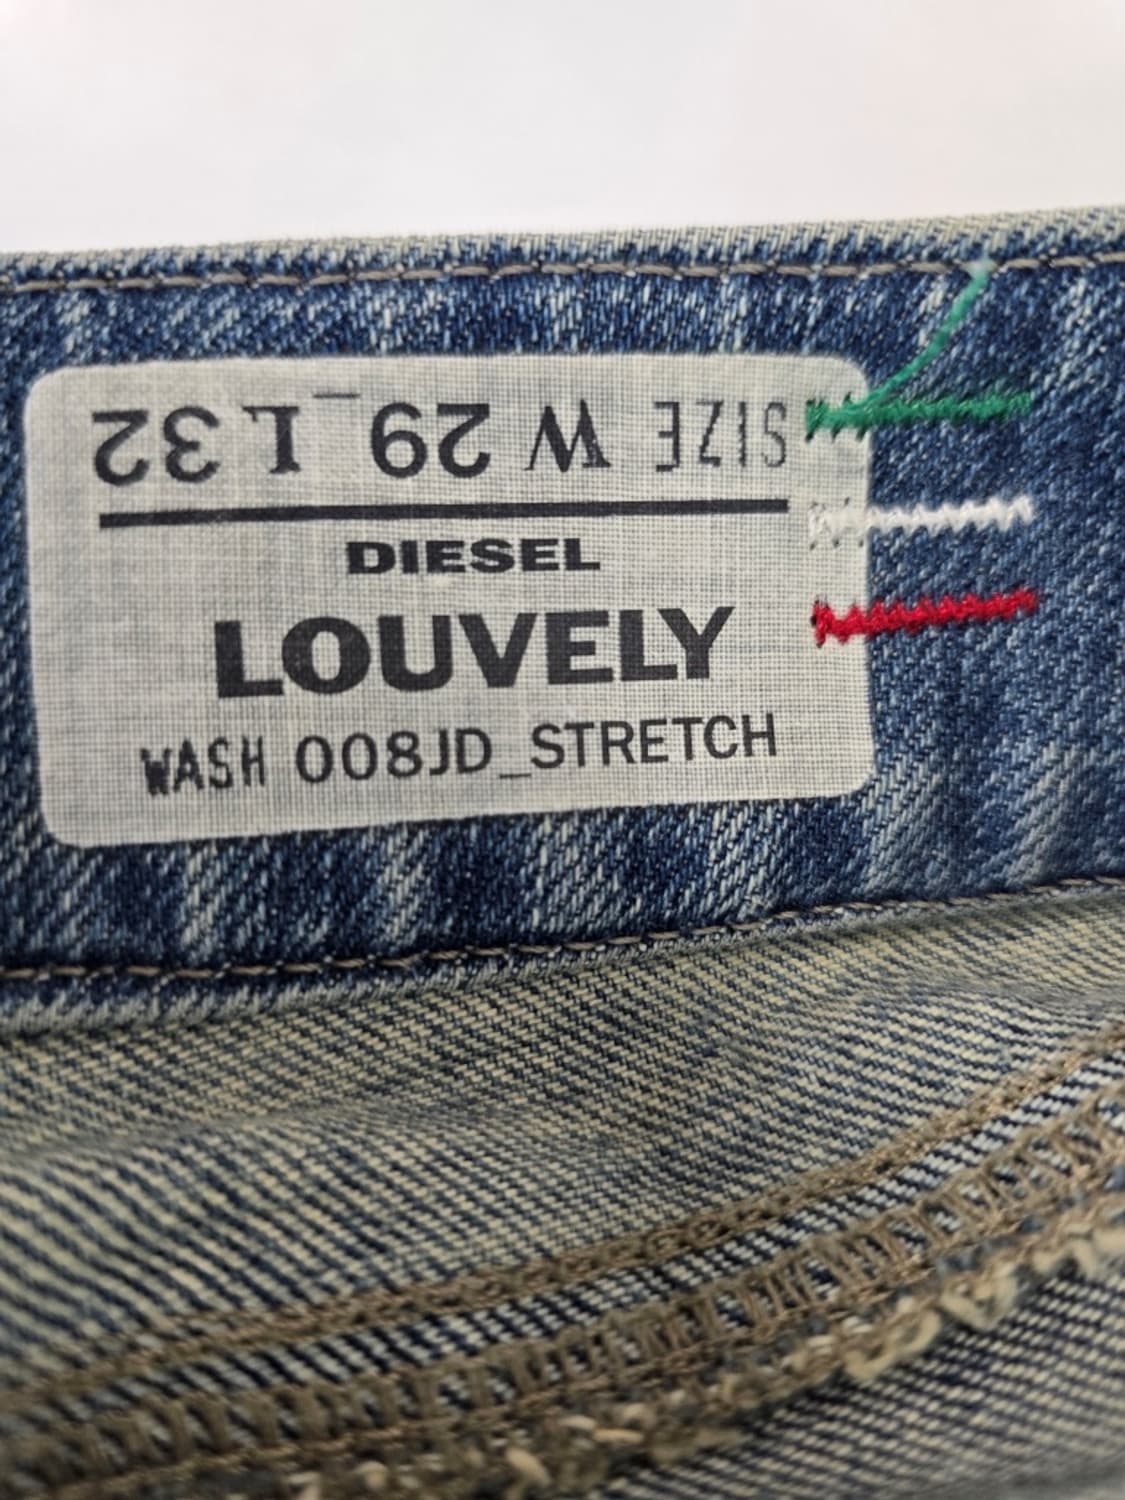 SIZE W 29_L 32
DIESEL
LOUVELY
WASH 008JD_STRETCH